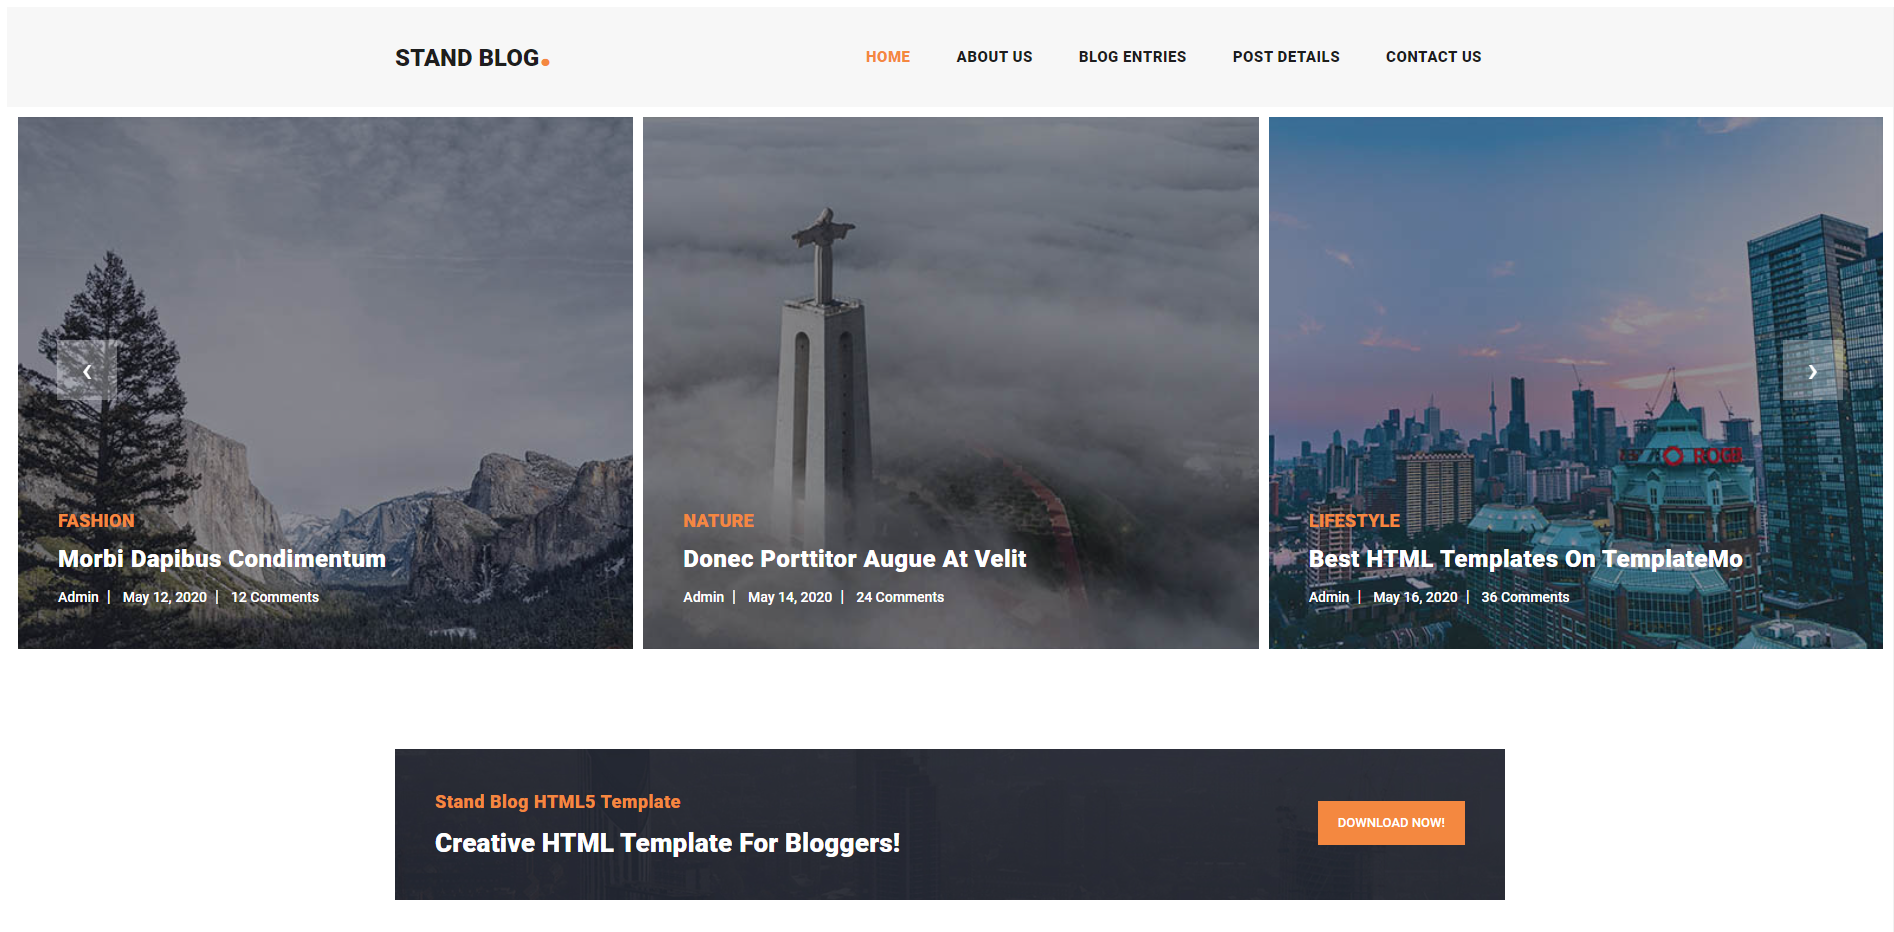 STAND BLOG.
HOME ABOUT US BLOG ENTRIES POST DETAILS CONTACT US
FASHION
Morbi Dapibus Condimentum
Admin | May 12, 2020 | 12 Comments
NATURE
Donec Porttitor Augue At Velit
Admin | May 14, 2020 | 24 Comments
LIFESTYLE
Best HTML Templates On TemplateMo
Admin | May 16, 2020 | 36 Comments
Stand Blog HTML5 Template
Creative HTML Template For Bloggers!
DOWNLOAD NOW!